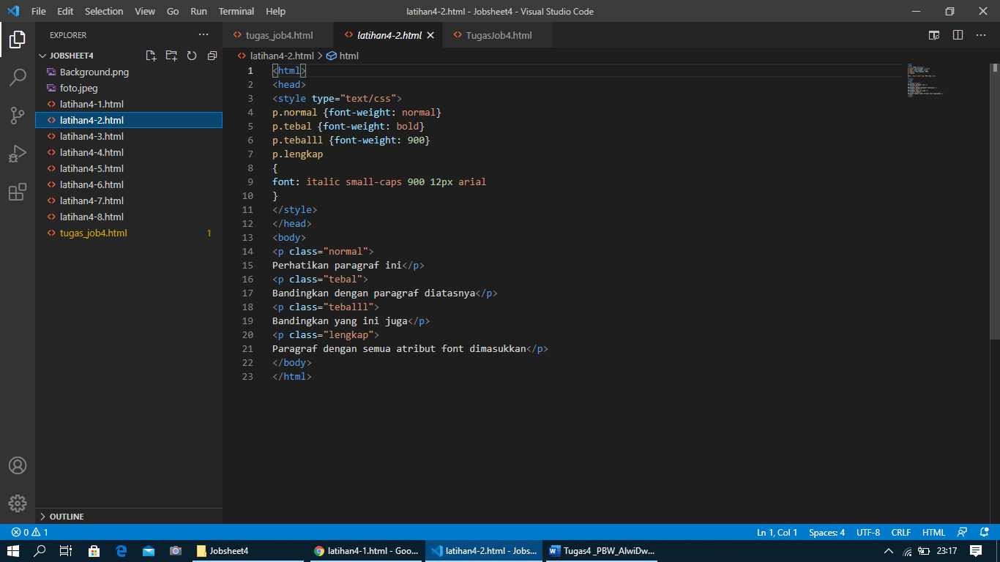 File Edit Selection View Go Run Terminal Help
latihan4-2.html - Jobsheet4 - Visual Studio Code
EXPLORER
JOBSHEET4
Background.png
foto.jpeg
latihan4-1.html
latihan4-2.html
latihan4-3.html
latihan4-4.html
latihan4-5.html
latihan4-6.html
latihan4-7.html
latihan4-8.html
tugas_job4.html 1
OUTLINE
tugas_job4.html latihan4-2.html TugasJob4.html
latihan4-2.html > html
1 <html>
2 <head>
3 <style type="text/css">
4 p.normal {font-weight: normal}
5 p.tebal {font-weight: bold}
6 p.teballl {font-weight: 900}
7 p.lengkap
8 {
9 font: italic small-caps 900 12px arial
10 }
11 </style>
12 </head>
13 <body>
14 <p class="normal">
15 Perhatikan paragraf ini</p>
16 <p class="tebal">
17 Bandingkan dengan paragraf diatasnya</p>
18 <p class="teballl">
19 Bandingkan yang ini juga</p>
20 <p class="lengkap">
21 Paragraf dengan semua atribut font dimasukkan</p>
22 </body>
23 </html>
0 1 Ln 1, Col 1 Spaces: 4 UTF-8 CRLF HTML
Jobsheet4 latihan4-1.html - Goo... latihan4-2.html - Jobs... Tugas4 _PBW_AlwiDw... 23:17